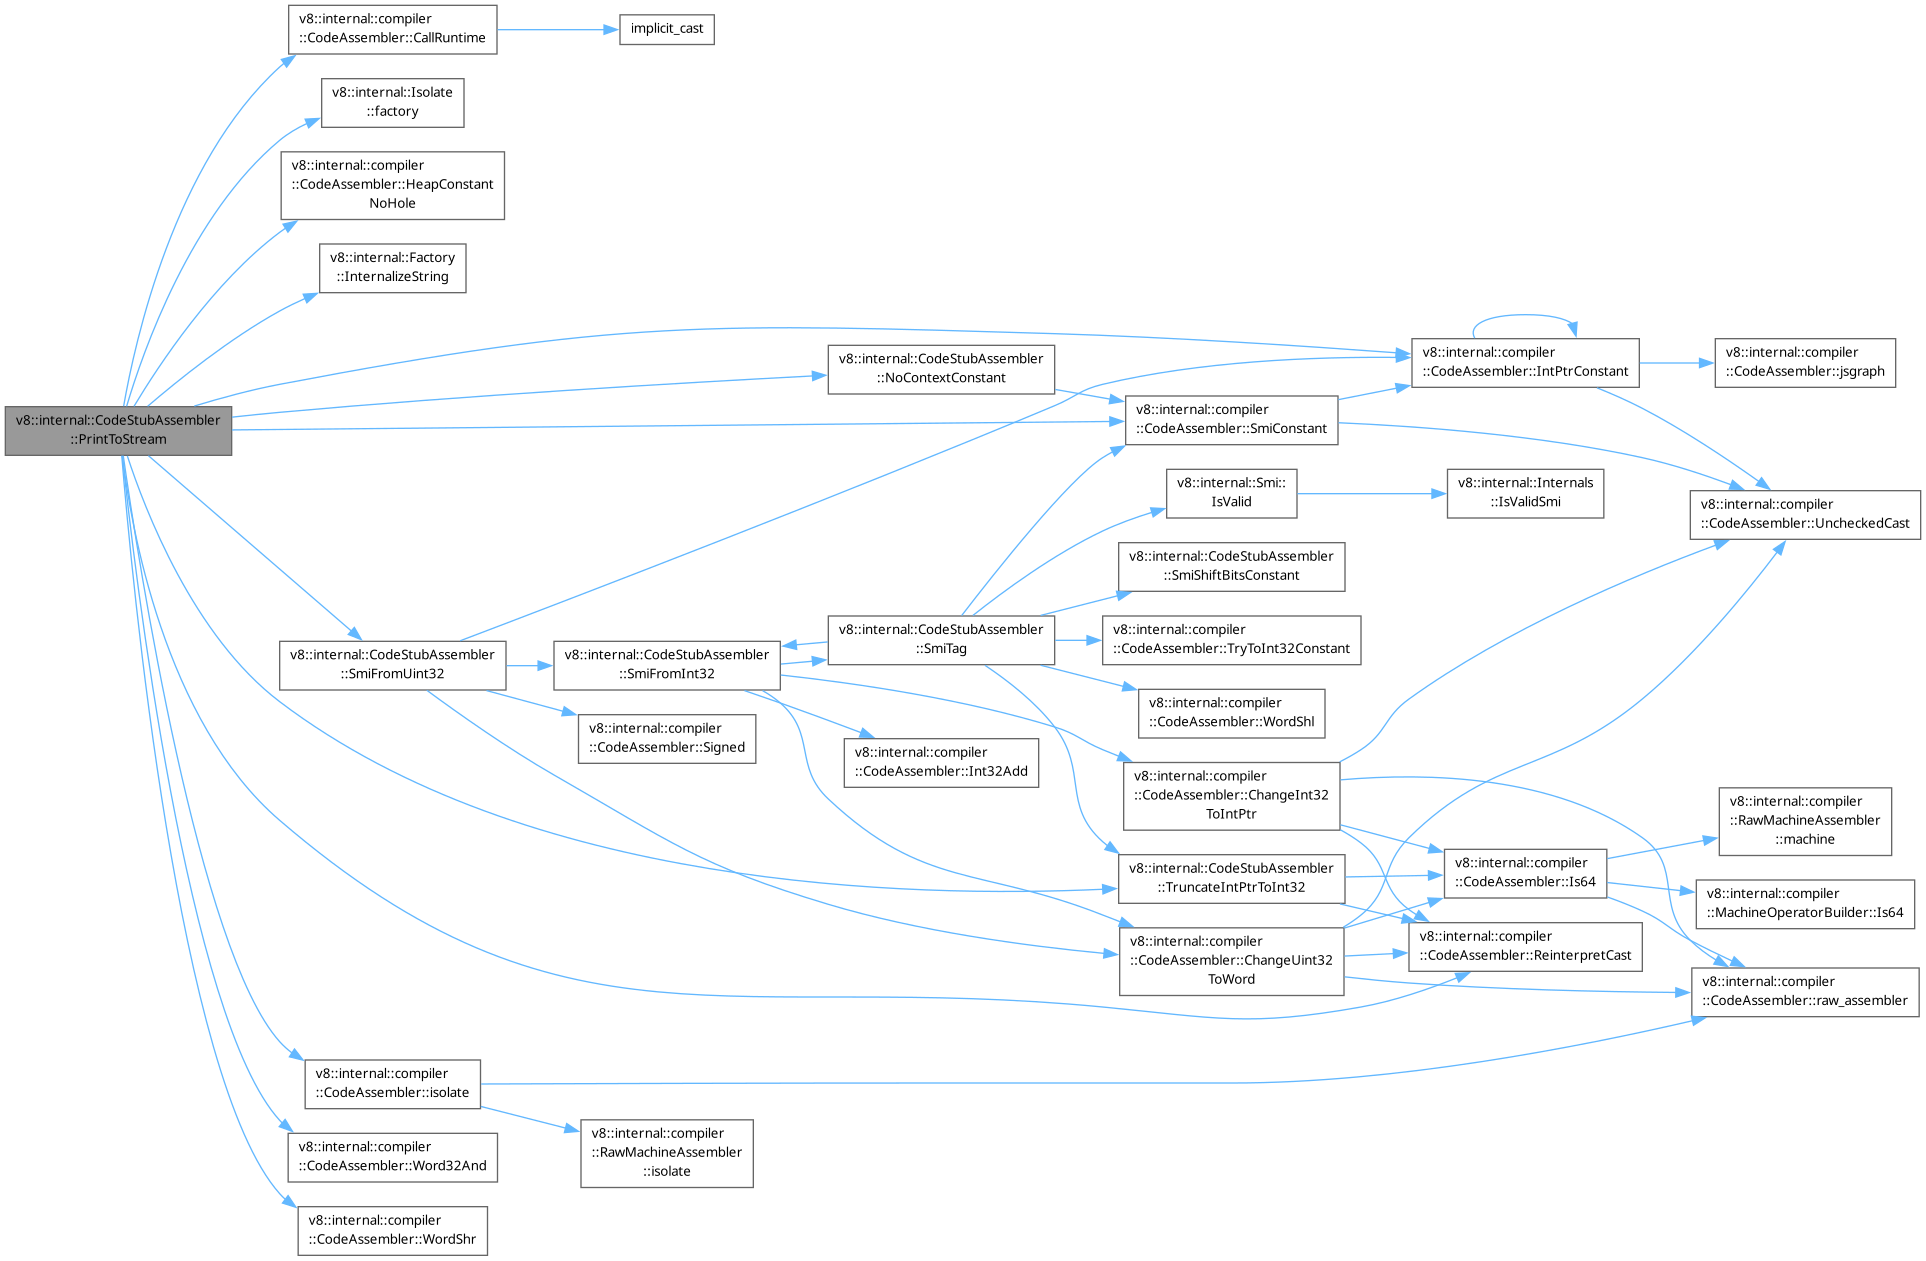 v8::internal::compiler
::CodeAssembler::CallRuntime
implicit_cast
v8::internal::Isolate
::factory
v8::internal::compiler
::CodeAssembler::HeapConstant
NoHole
v8::internal::Factory
::InternalizeString
v8::internal::CodeStubAssembler
::PrintToStream
v8::internal::CodeStubAssembler
::NoContextConstant
v8::internal::compiler
::CodeAssembler::IntPtrConstant
v8::internal::compiler
::CodeAssembler::jsgraph
v8::internal::compiler
::CodeAssembler::SmiConstant
v8::internal::Smi::
IsValid
v8::internal::Internals
::IsValidSmi
v8::internal::compiler
::CodeAssembler::UncheckedCast
v8::internal::CodeStubAssembler
::SmiShiftBitsConstant
v8::internal::CodeStubAssembler
::SmiFromUint32
v8::internal::CodeStubAssembler
::SmiFromInt32
v8::internal::CodeStubAssembler
::SmiTag
v8::internal::compiler
::CodeAssembler::TryToInt32Constant
v8::internal::compiler
::CodeAssembler::WordShl
v8::internal::compiler
::CodeAssembler::Signed
v8::internal::compiler
::CodeAssembler::Int32Add
v8::internal::compiler
::CodeAssembler::ChangeInt32
ToIntPtr
v8::internal::compiler
::RawMachineAssembler
::machine
v8::internal::CodeStubAssembler
::TruncateIntPtrToInt32
v8::internal::compiler
::CodeAssembler::Is64
v8::internal::compiler
::MachineOperatorBuilder::Is64
v8::internal::compiler
::CodeAssembler::ChangeUint32
ToWord
v8::internal::compiler
::CodeAssembler::ReinterpretCast
v8::internal::compiler
::CodeAssembler::raw_assembler
v8::internal::compiler
::CodeAssembler::isolate
v8::internal::compiler
::RawMachineAssembler
::isolate
v8::internal::compiler
::CodeAssembler::Word32And
v8::internal::compiler
::CodeAssembler::WordShr